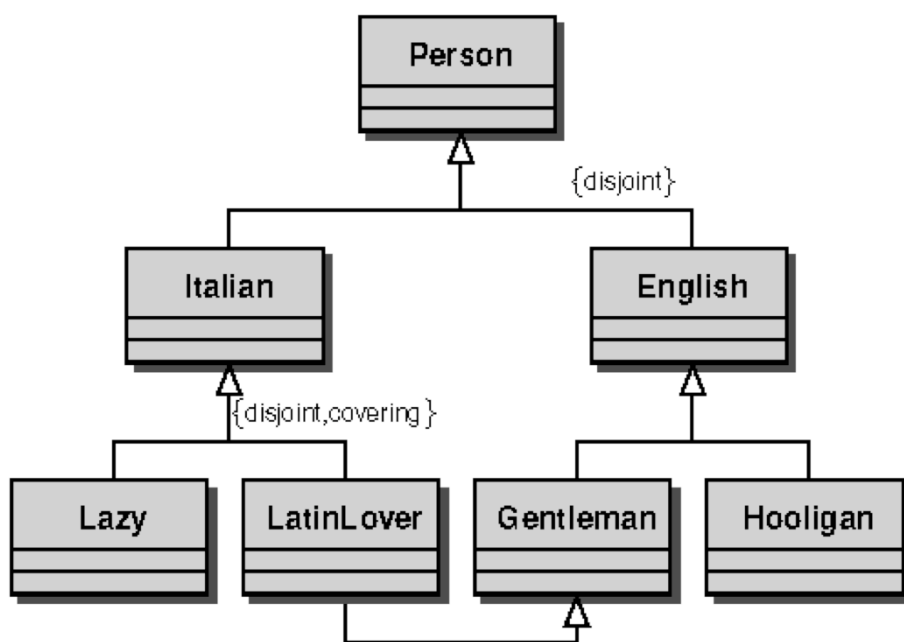 Person
{disjoint}
Italian
English
{disjoint,covering}
Lazy
LatinLover
Gentleman
Hooligan